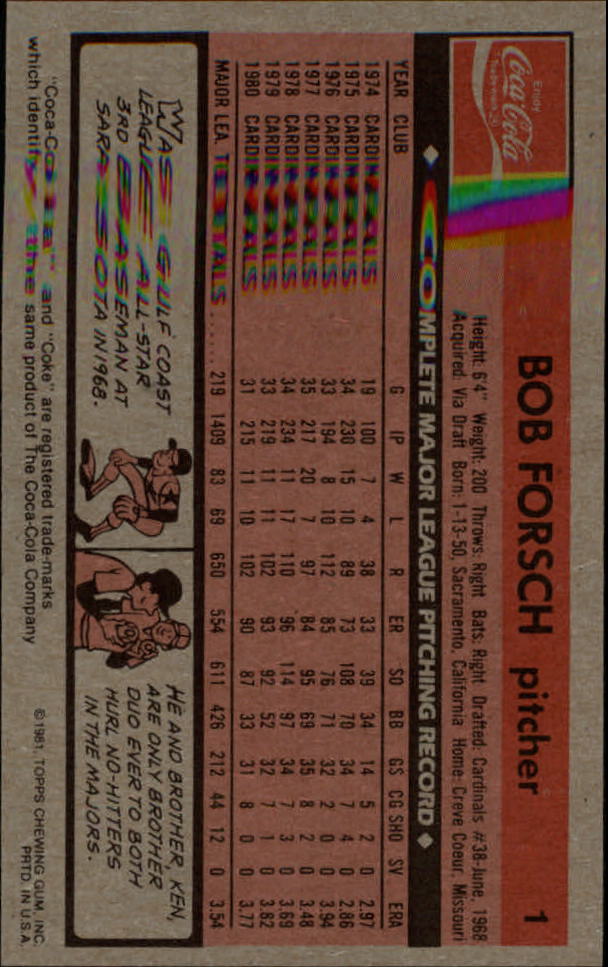 Enjoy
Coca-Cola
Trade-mark ®
BOB FORSCH pitcher 1
Height: 6'4" Weight: 200 Throws: Right Bats: Right Drafted: Cardinals #38-June, 1968
Acquired: Via Draft Born: 1-13-50, Sacramento, California Home: Creve Coeur, Missouri
◆ COMPLETE MAJOR LEAGUE PITCHING RECORD ◆
YEAR CLUB G IP W L R ER SO BB GS CG SHO SV ERA
1974 CARDINALS 19 100 7 4 38 33 39 34 14 5 2 0 2.97
1975 CARDINALS 34 230 15 10 89 73 108 70 34 7 4 0 2.86
1976 CARDINALS 33 194 8 10 112 85 76 71 32 2 0 0 3.94
1977 CARDINALS 35 217 20 7 97 84 95 69 35 8 2 0 3.48
1978 CARDINALS 34 234 11 17 110 96 114 97 34 7 3 0 3.69
1979 CARDINALS 33 219 11 11 102 93 92 52 32 7 1 0 3.82
1980 CARDINALS 31 215 11 10 102 90 87 33 31 8 0 0 3.77
MAJOR LEA. TOTALS ...... 219 1409 83 69 650 554 611 426 212 44 12 0 3.54
WAS GULF COAST
LEAGUE ALL-STAR
3RD BASEMAN AT
SARASOTA IN 1968.
HE AND BROTHER, KEN,
ARE ONLY BROTHER
DUO EVER TO BOTH
HURL NO-HITTERS
IN THE MAJORS.
"Coca-Cola" and "Coke" are registered trade-marks
which identify the same product of The Coca-Cola Company
©1981, TOPPS CHEWING GUM, INC.
PRTD. IN U.S.A.